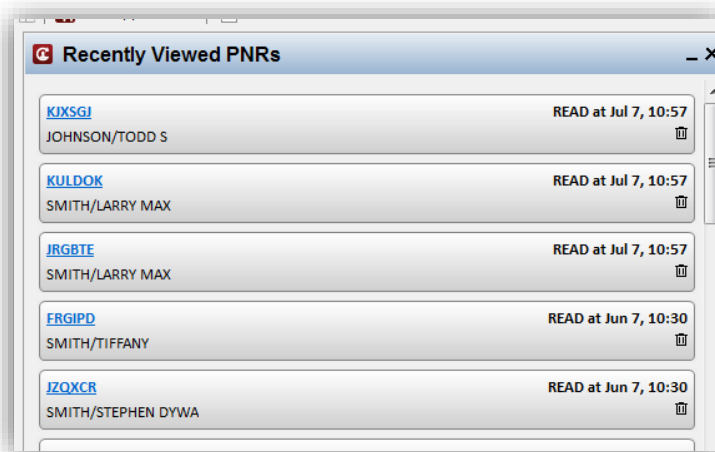 Recently Viewed PNRs
KJXSGJ READ at Jul 7, 10:57
JOHNSON/TODD S
KULDOK READ at Jul 7, 10:57
SMITH/LARRY MAX
JRGBTE READ at Jul 7, 10:57
SMITH/LARRY MAX
FRGIPD READ at Jun 7, 10:30
SMITH/TIFFANY
JZQXCR READ at Jun 7, 10:30
SMITH/STEPHEN DYWA